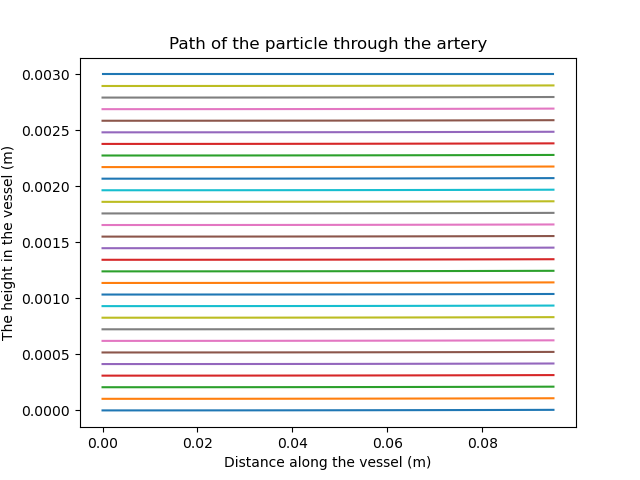 Path of the particle through the artery
0.0030
0.0025
0.0020
0.0015
0.0010
0.0005
0.0000
The height in the vessel (m)
0.00 0.02 0.04 0.06 0.08
Distance along the vessel (m)